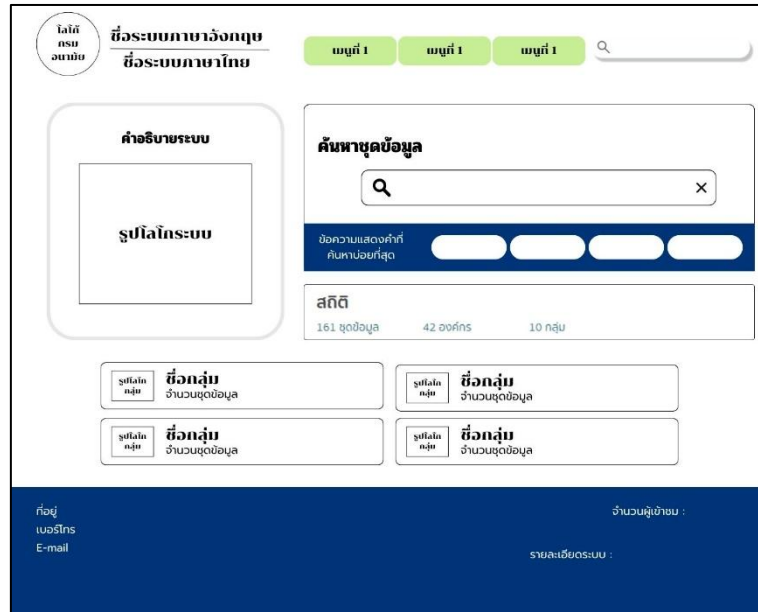 โลโก้
กรม
อนามัย
ชื่อระบบภาษาอังกฤษ
ชื่อระบบภาษาไทย
เมนูที่ 1
เมนูที่ 1
เมนูที่ 1
คำอธิบายระบบ
รูปโลโกระบบ
ค้นหาชุดข้อมูล
ข้อความแสดงคำที่
ค้นหาบ่อยที่สุด
สถิติ
161 ชุดข้อมูล 42 องค์กร 10 กลุ่ม
รูปโลโก
กลุ่ม
ชื่อกลุ่ม
จำนวนชุดข้อมูล
รูปโลโก
กลุ่ม
ชื่อกลุ่ม
จำนวนชุดข้อมูล
รูปโลโก
กลุ่ม
ชื่อกลุ่ม
จำนวนชุดข้อมูล
รูปโลโก
กลุ่ม
ชื่อกลุ่ม
จำนวนชุดข้อมูล
ที่อยู่
เบอร์โทร
E-mail
จำนวนผู้เข้าชม :
รายละเอียดระบบ :